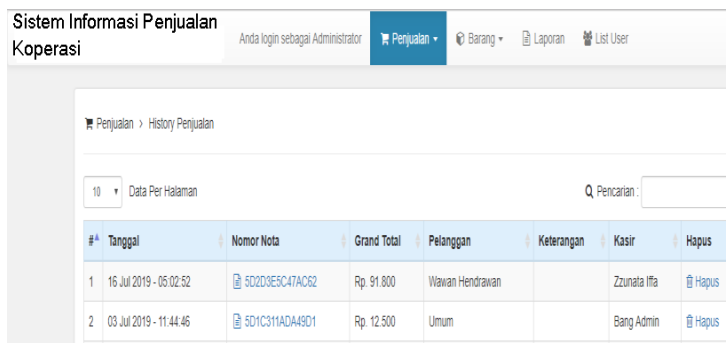 Sistem Informasi Penjualan
Koperasi
Anda login sebagai Administrator Penjualan Barang Laporan List User
Penjualan > History Penjualan
10 Data Per Halaman Pencarian :
# Tanggal Nomor Nota Grand Total Pelanggan Keterangan Kasir Hapus
1 16 Jul 2019 - 05:02:52 5D2D3E5C47AC62 Rp. 91.800 Wawan Hendrawan Zzunata Iffa Hapus
2 03 Jul 2019 - 11:44:46 5D1C311ADA49D1 Rp. 12.500 Umum Bang Admin Hapus